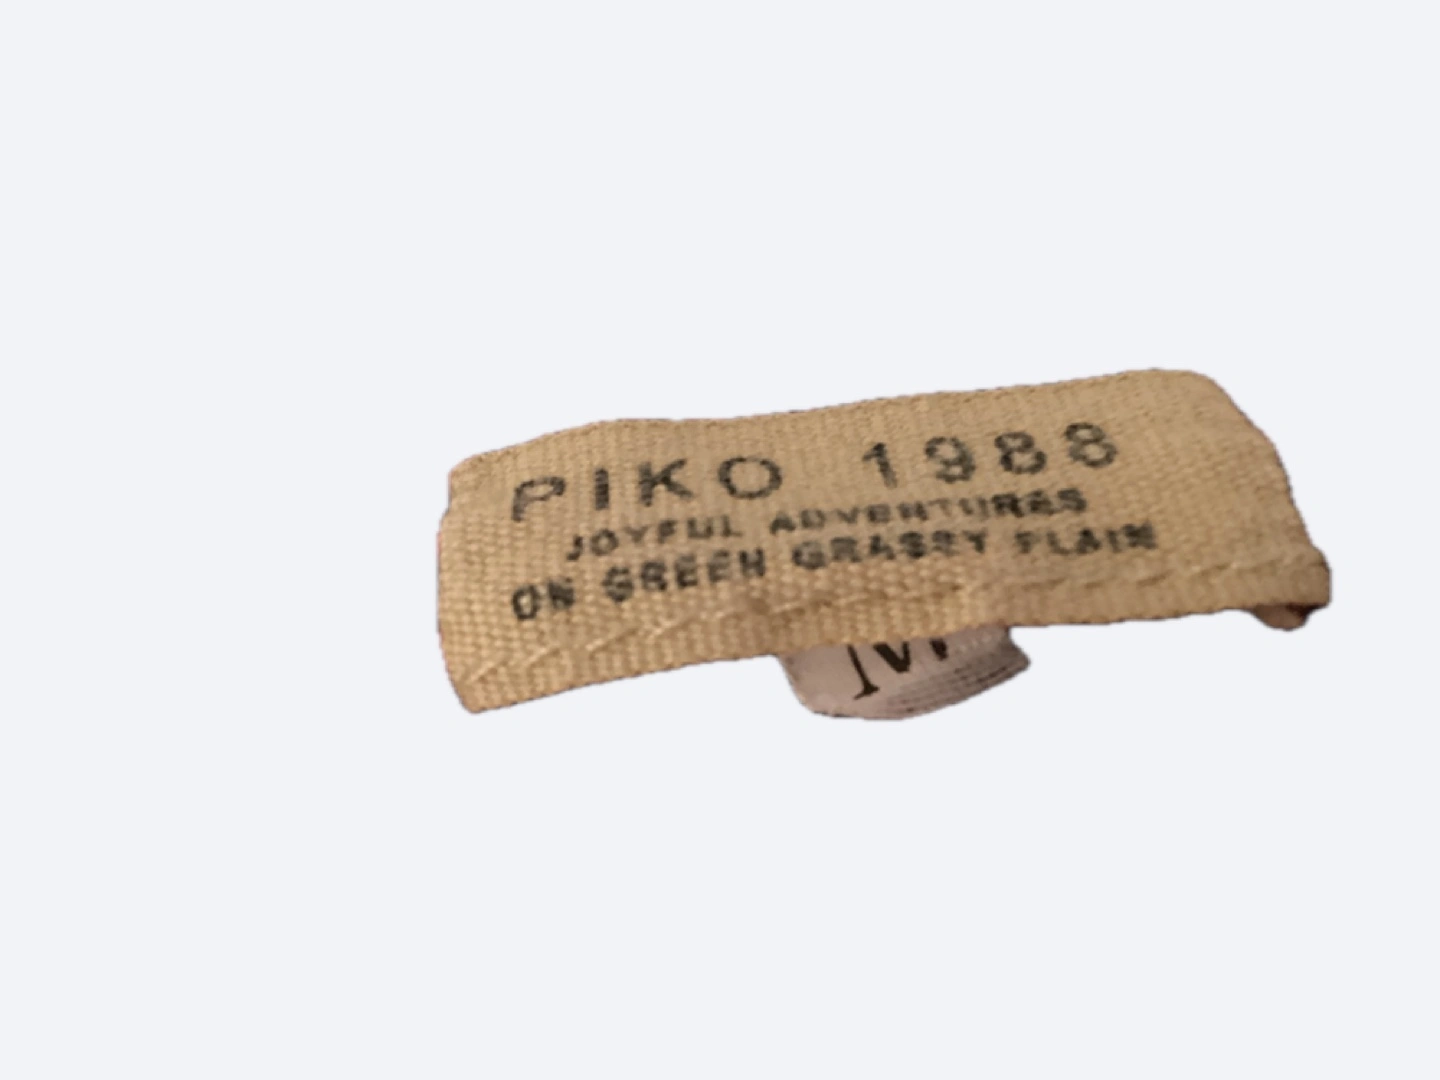 PIKO 1988
JOYFUL ADVENTURES
ON GREEN GRASSY PLAIN
M